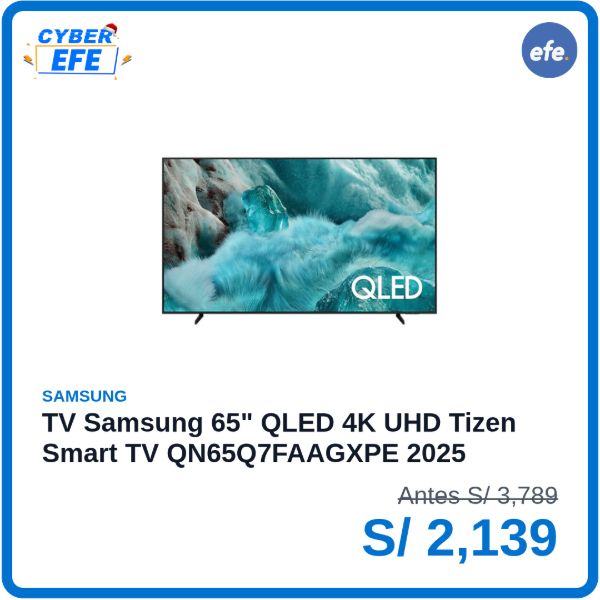 CYBER
EFE
efe.
QLED
SAMSUNG
TV Samsung 65" QLED 4K UHD Tizen
Smart TV QN65Q7FAAGXPE 2025
Antes S/ 3,789
S/ 2,139